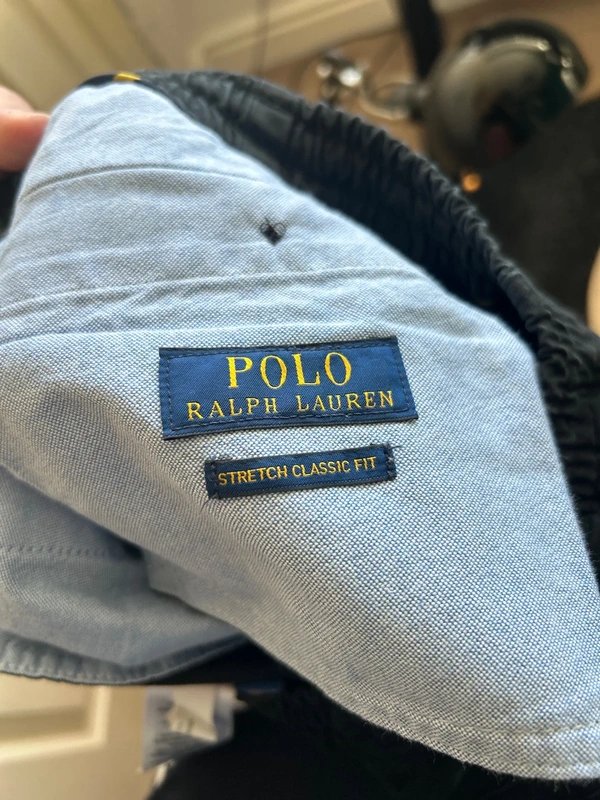 POLO
RALPH LAUREN
STRETCH CLASSIC FIT